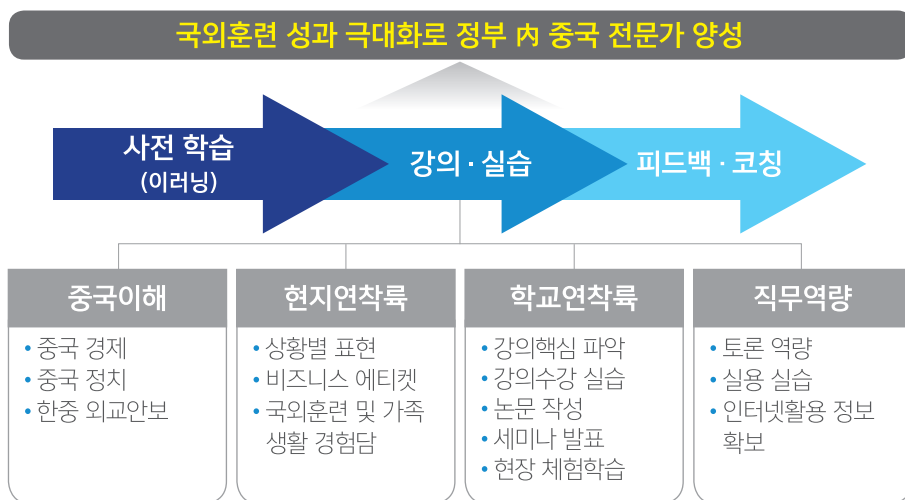 국외훈련 성과 극대화로 정부 內 중국 전문가 양성
사전 학습
(이러닝)
강의 · 실습
피드백 · 코칭
중국이해
• 중국 경제
• 중국 정치
• 한중 외교안보
현지연착륙
• 상황별 표현
• 비즈니스 에티켓
• 국외훈련 및 가족
생활 경험담
학교연착륙
• 강의핵심 파악
• 강의수강 실습
• 논문 작성
• 세미나 발표
• 현장 체험학습
직무역량
• 토론 역량
• 실용 실습
• 인터넷활용 정보
확보